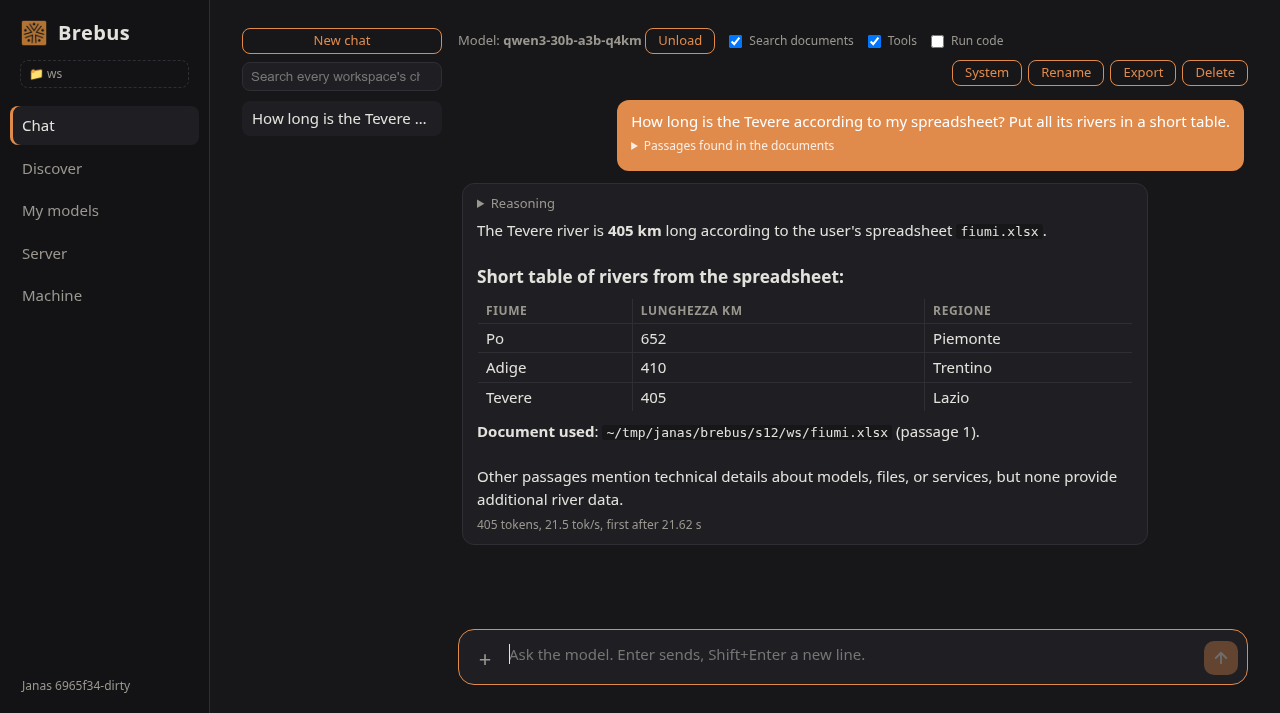 Brebus
ws
Chat
Discover
My models
Server
Machine
Janas 6965f34-dirty
New chat
Search every workspace's cl
How long is the Tevere ...
Model: qwen3-30b-a3b-q4km
Unload
Search documents
Tools
Run code
System
Rename
Export
Delete
How long is the Tevere according to my spreadsheet? Put all its rivers in a short table.
Passages found in the documents
Reasoning
The Tevere river is 405 km long according to the user's spreadsheet fiumi.xlsx.
Short table of rivers from the spreadsheet:
FIUME LUNGHEZZA KM REGIONE
Po 652 Piemonte
Adige 410 Trentino
Tevere 405 Lazio
Document used: ~/tmp/janas/brebus/s12/ws/fiumi.xlsx (passage 1).
Other passages mention technical details about models, files, or services, but none provide
additional river data.
405 tokens, 21.5 tok/s, first after 21.62 s
+
Ask the model. Enter sends, Shift+Enter a new line.